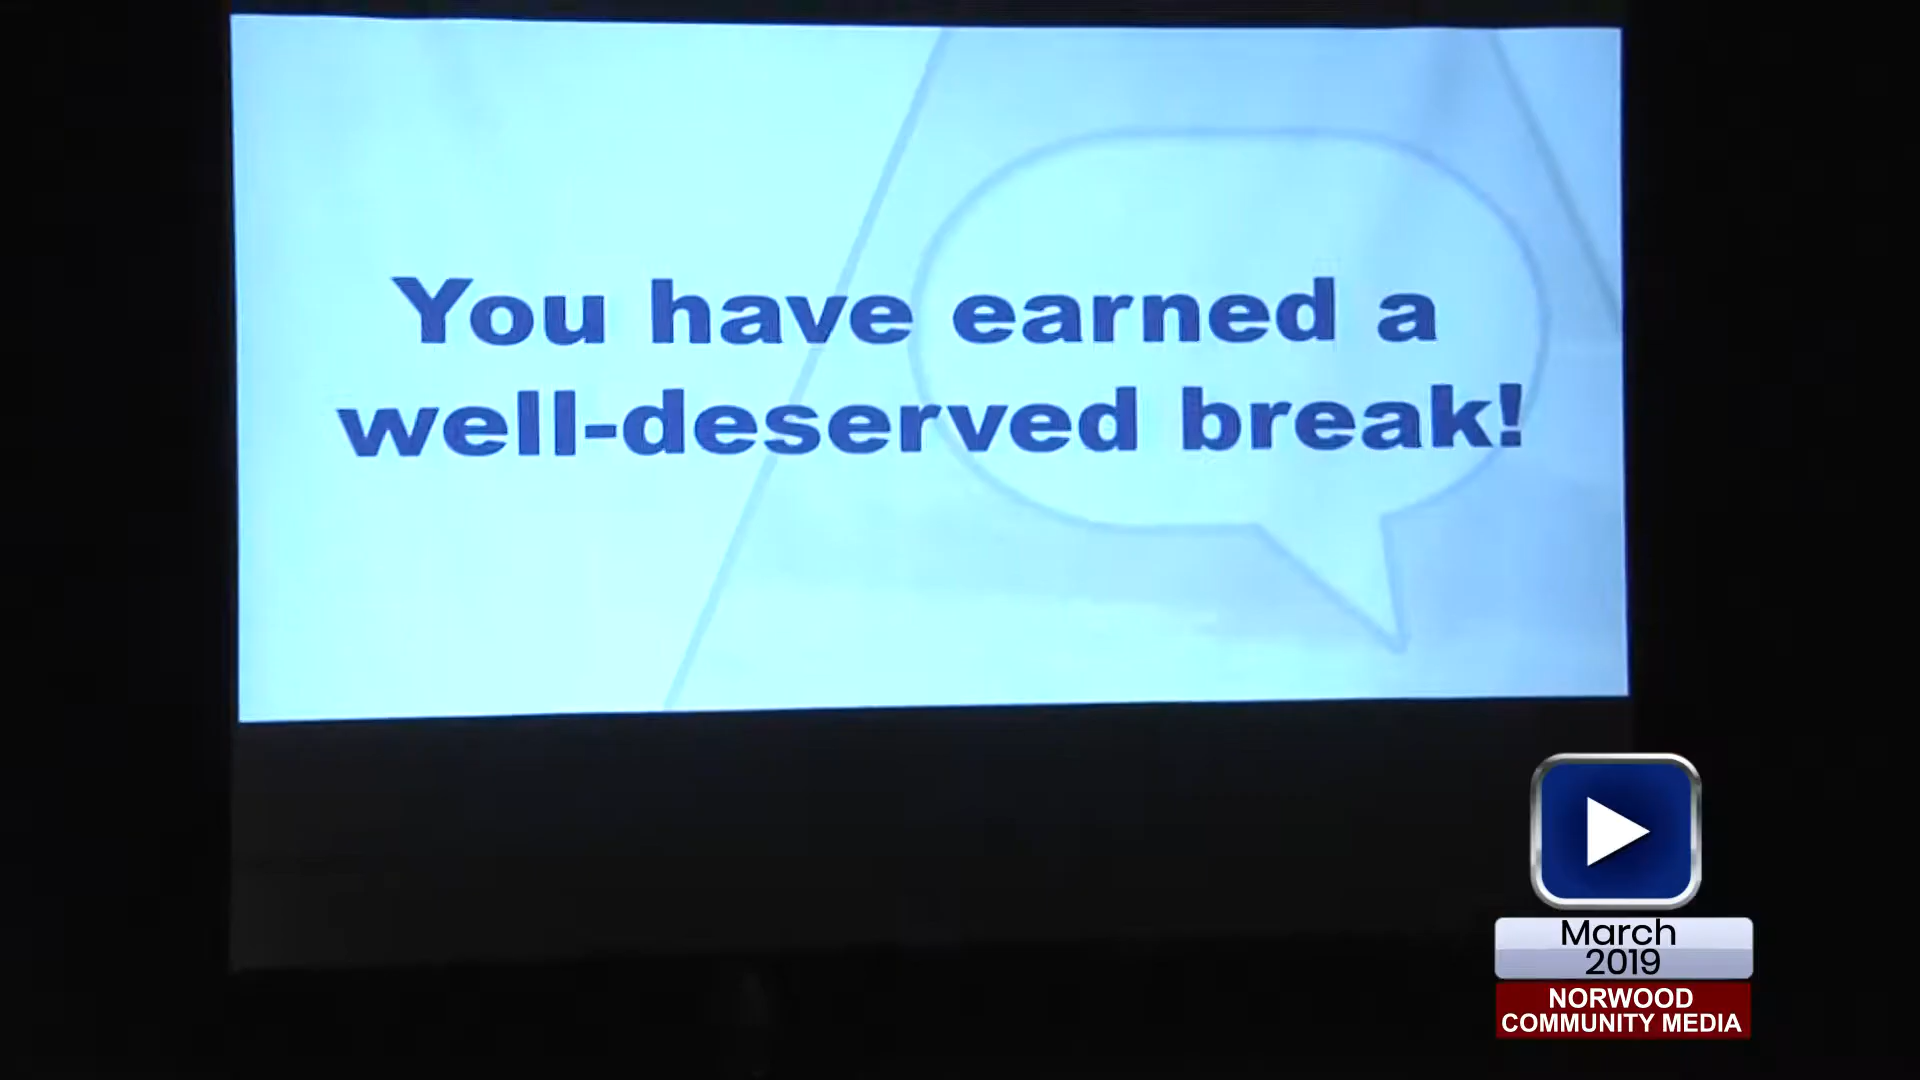 You have earned a
well-deserved break!
March
2019
NORWOOD
COMMUNITY MEDIA